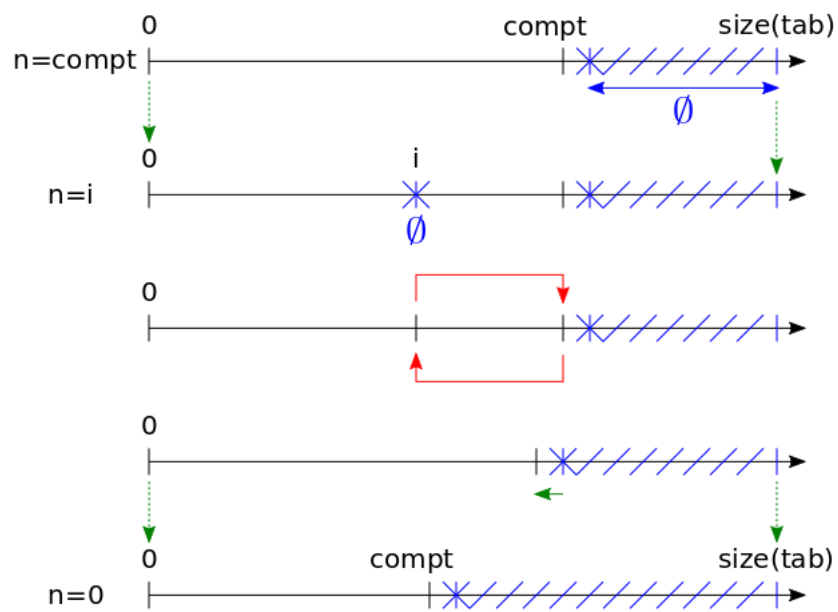 0 compt size(tab)
n=compt
∅
0 i
n=i
∅
0
0
0 compt size(tab)
n=0